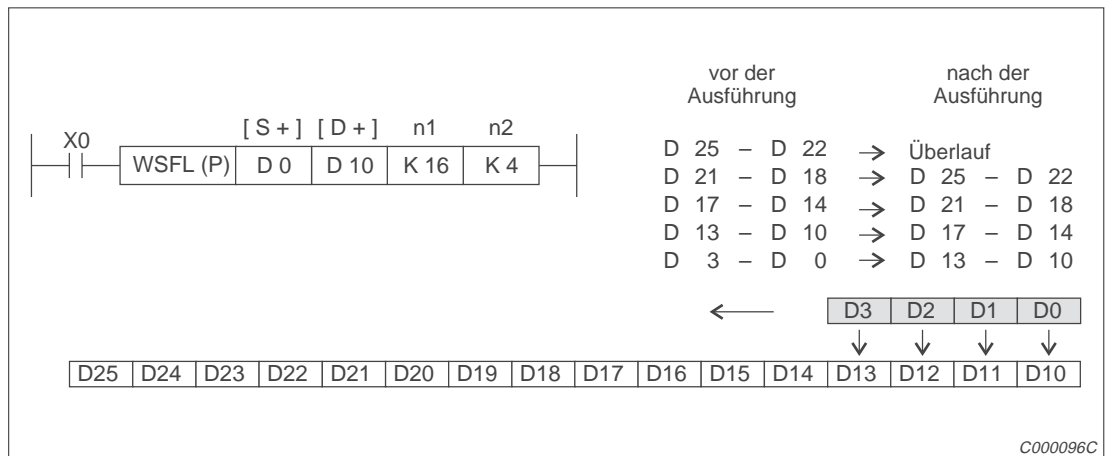 vor der nach der
Ausführung Ausführung
[ S + ] [ D + ] n1 n2
X0
WSFL (P) D 0 D 10 K 16 K 4
D 25 – D 22 → Überlauf
D 21 – D 18 → D 25 – D 22
D 17 – D 14 → D 21 – D 18
D 13 – D 10 → D 17 – D 14
D 3 – D 0 → D 13 – D 10
D3 D2 D1 D0
D25 D24 D23 D22 D21 D20 D19 D18 D17 D16 D15 D14 D13 D12 D11 D10
C000096C